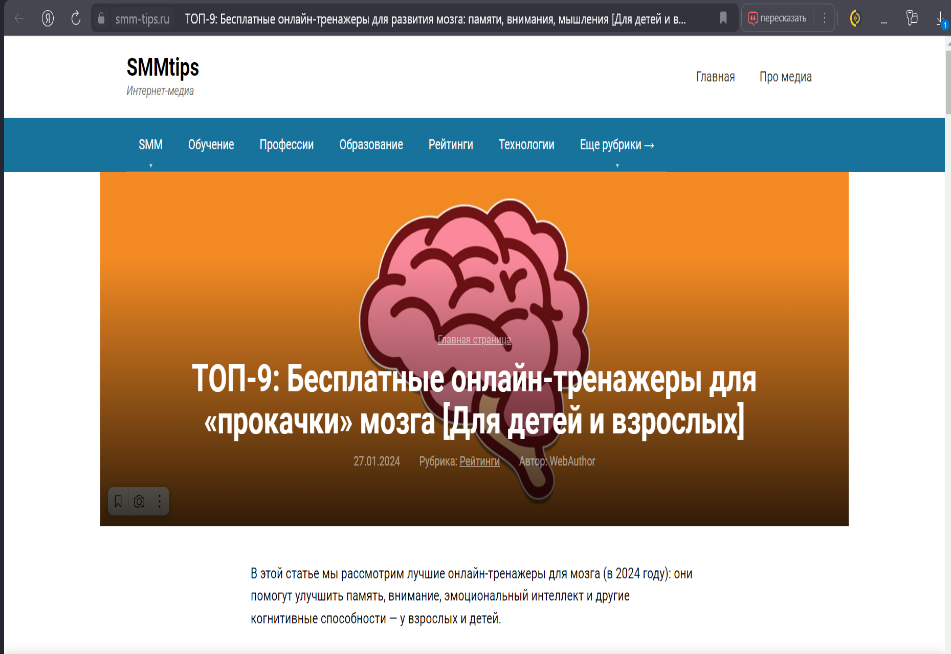 smm-tips.ru ТОП-9: Бесплатные онлайн-тренажеры для развития мозга: памяти, внимания, мышления [Для детей и в... пересказать
SMMtips
Интернет-медиа
Главная Про медиа
SMM Обучение Профессии Образование Рейтинги Технологии Еще рубрики →
Главная страница
ТОП-9: Бесплатные онлайн-тренажеры для
«прокачки» мозга [Для детей и взрослых]
27.01.2024 Рубрика: Рейтинги Автор: WebAuthor
В этой статье мы рассмотрим лучшие онлайн-тренажеры для мозга (в 2024 году): они
помогут улучшить память, внимание, эмоциональный интеллект и другие
когнитивные способности — у взрослых и детей.